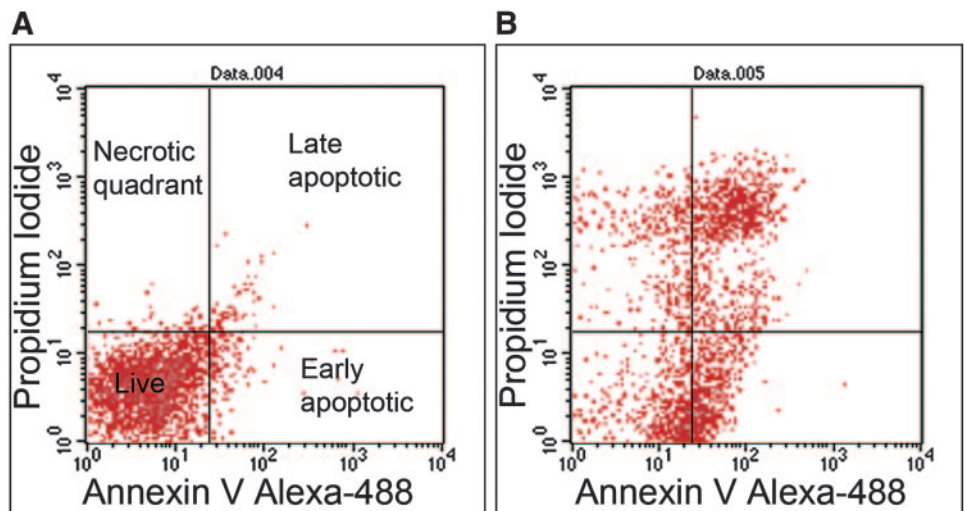 A
Data.004
Propidium Iodide
10^4
10^3
10^2
10^1
10^0
Necrotic
quadrant
Late
apoptotic
Live
Early
apoptotic
10^0 10^1 10^2 10^3 10^4
Annexin V Alexa-488
B
Data.005
Propidium Iodide
10^4
10^3
10^2
10^1
10^0
10^0 10^1 10^2 10^3 10^4
Annexin V Alexa-488